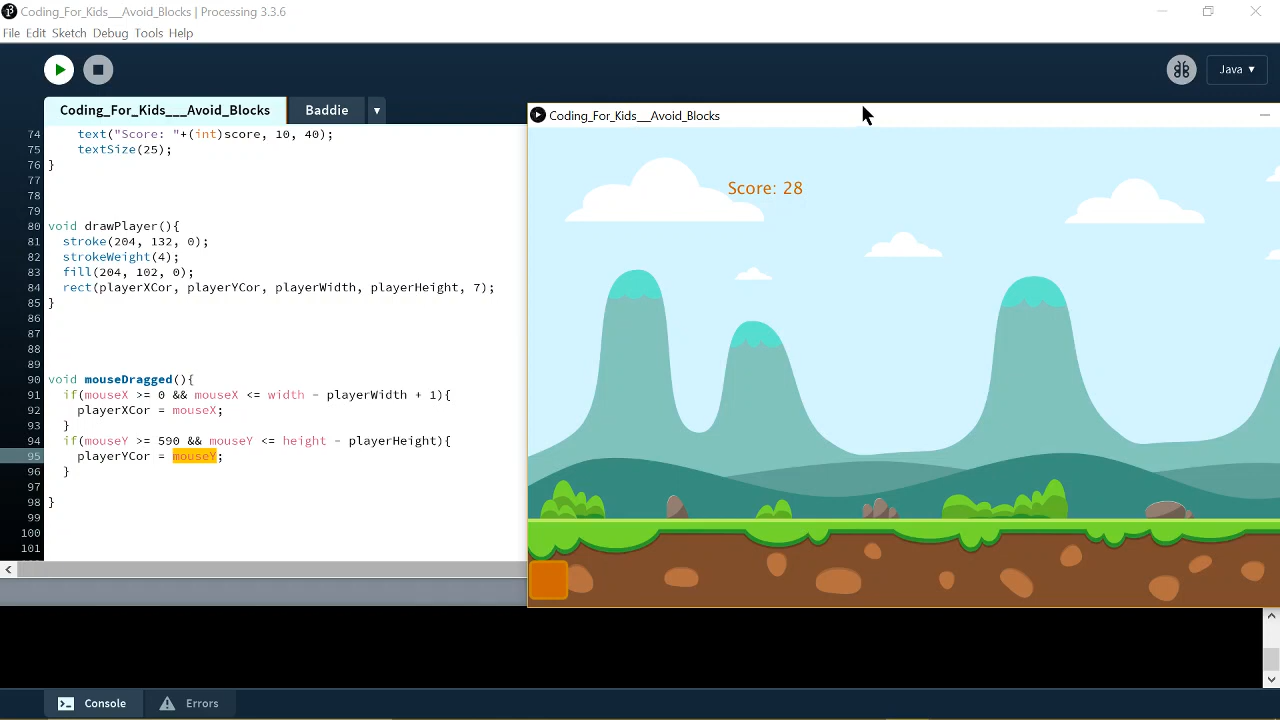 Coding_For_Kids__Avoid_Blocks | Processing 3.3.6
File Edit Sketch Debug Tools Help
Java ▾
Coding_For_Kids___Avoid_Blocks Baddie ▾
74 text("Score: "+(int)score, 10, 40);
75 textSize(25);
76 }
77
78
79
80 void drawPlayer(){
81 stroke(204, 132, 0);
82 strokeWeight(4);
83 fill(204, 102, 0);
84 rect(playerXCor, playerYCor, playerWidth, playerHeight, 7);
85 }
86
87
88
89
90 void mouseDragged(){
91 if(mouseX >= 0 && mouseX <= width - playerWidth + 1){
92 playerXCor = mouseX;
93 }
94 if(mouseY >= 590 && mouseY <= height - playerHeight){
95 playerYCor = mouseY;
96 }
97
98 }
99
100
101
Coding_For_Kids__Avoid_Blocks
Score: 28
Console Errors